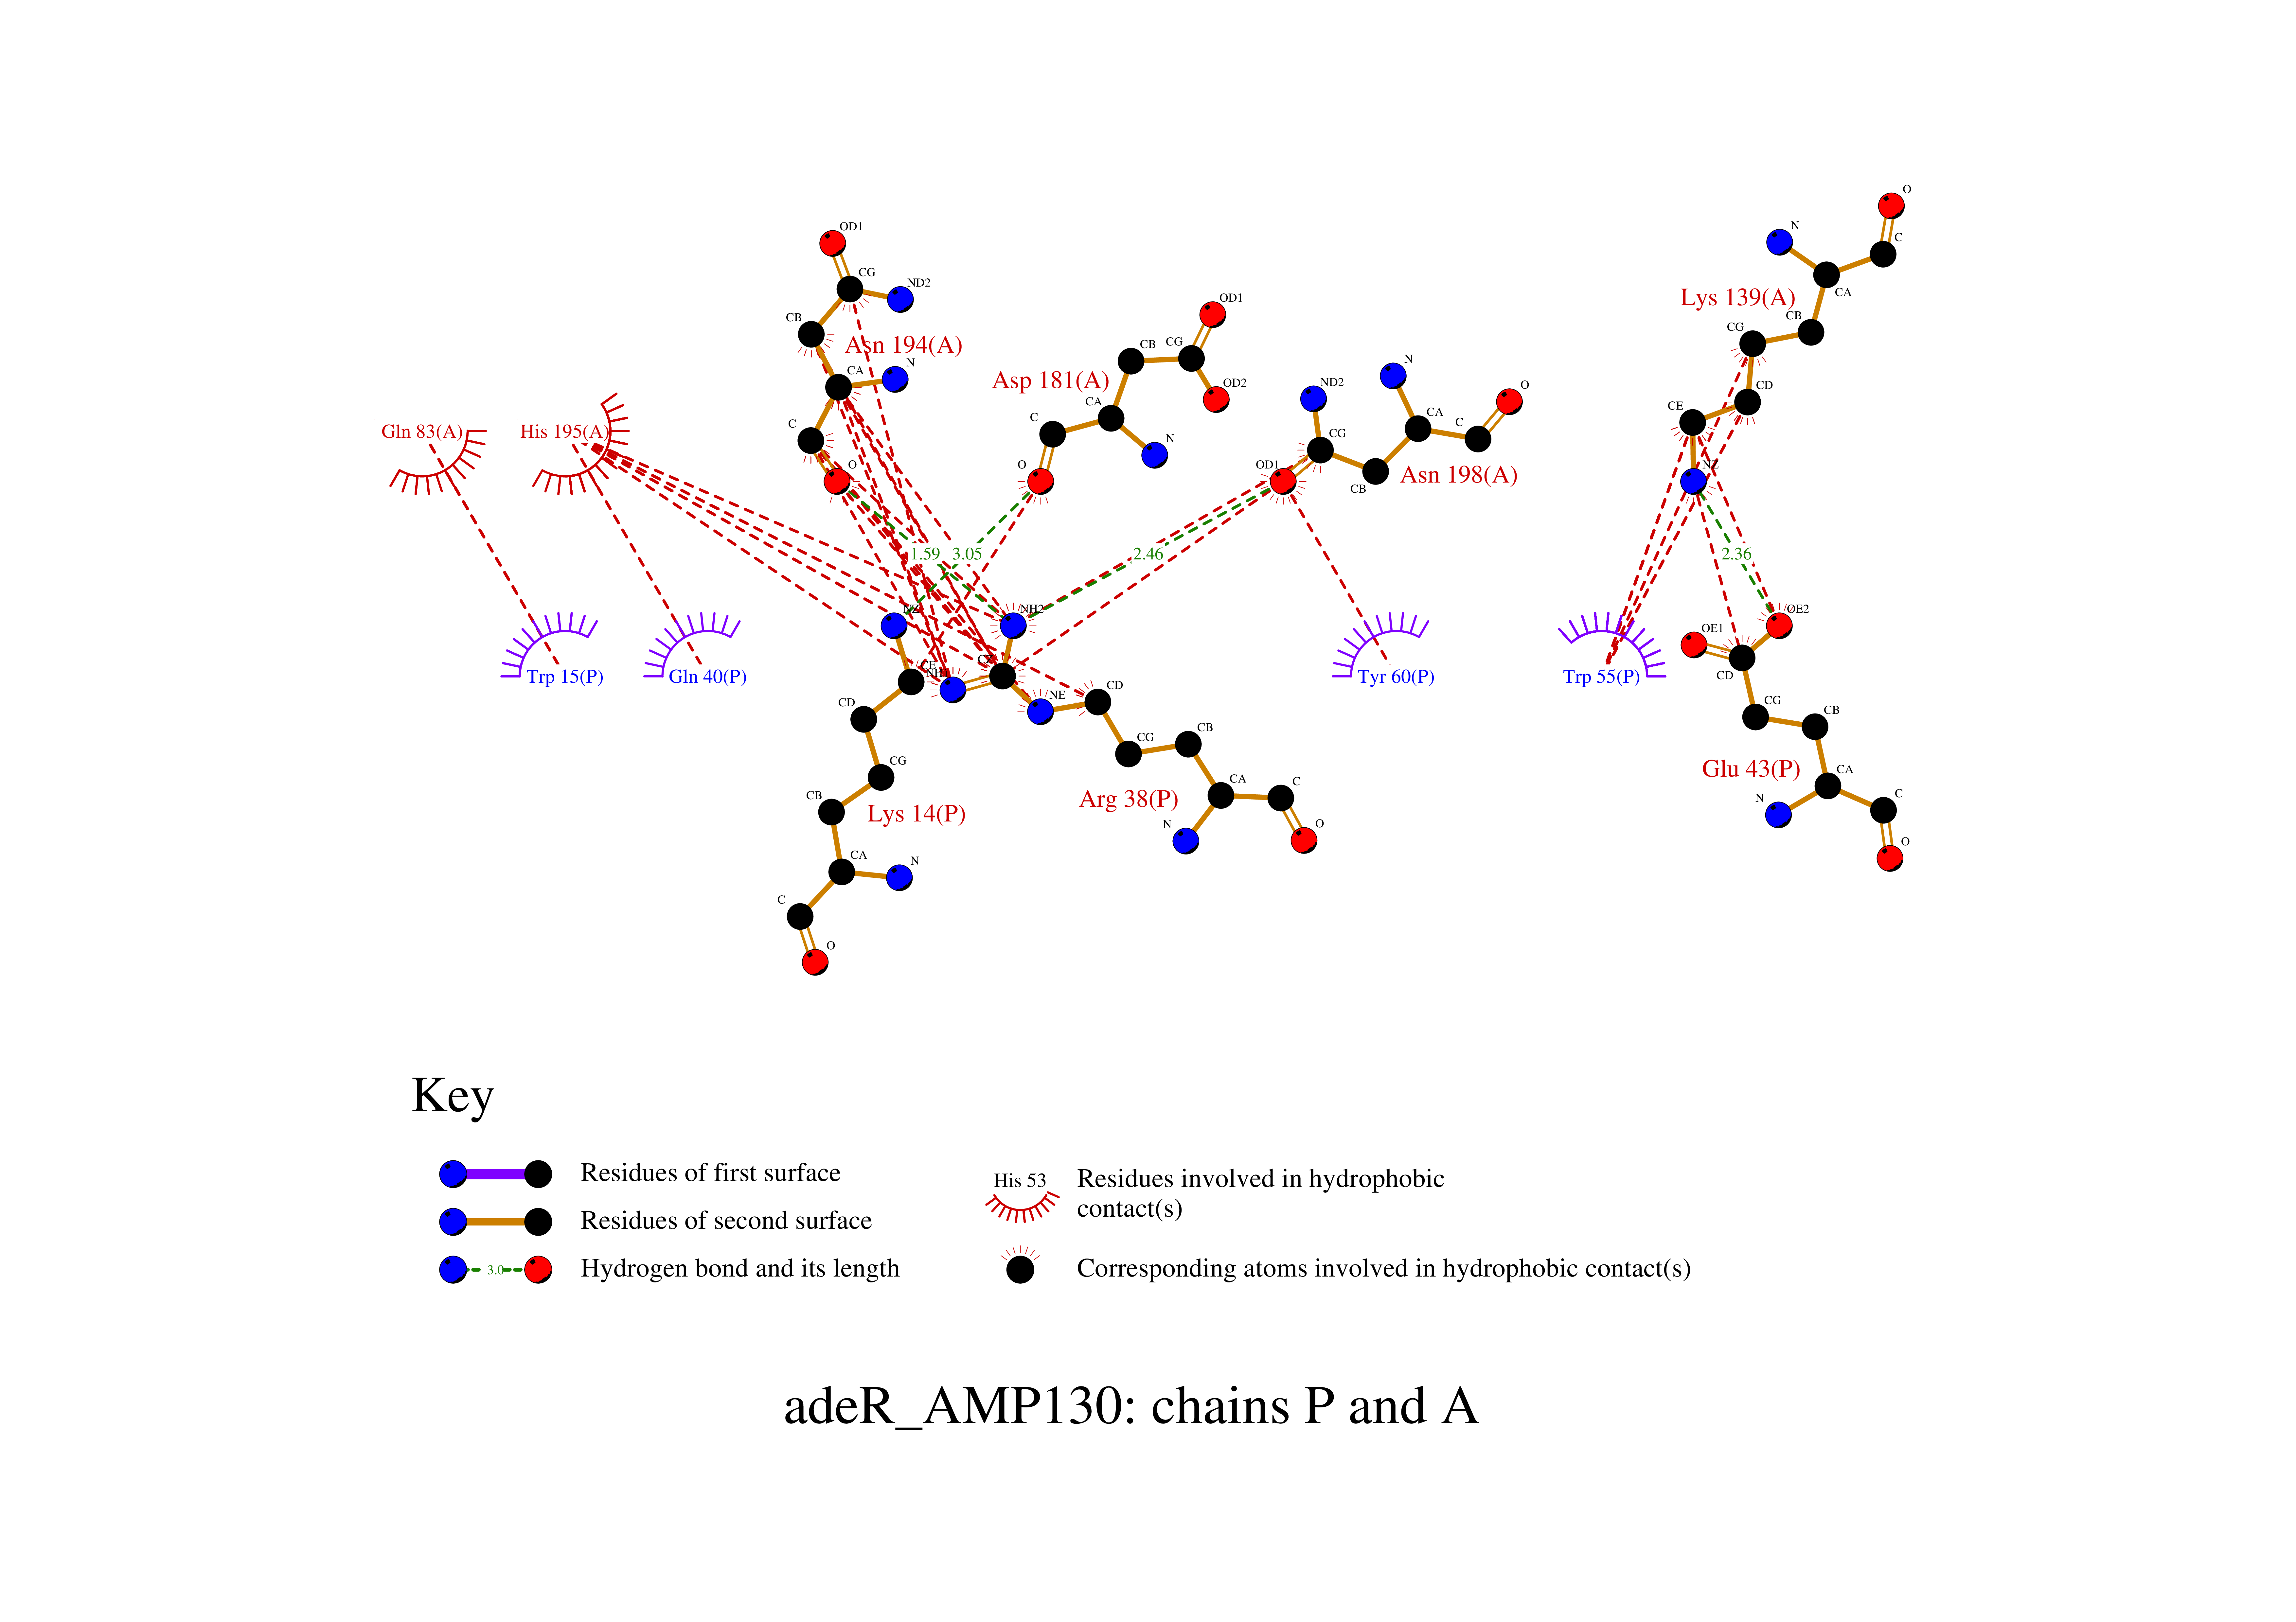 O
OD1
N
C
CG
ND2
CA
Lys 139(A)
OD1
CB
CB
CG
Asn 194(A)
CB
CG
N
N
CD
CA
Asp 181(A)
OD2
ND2
O
CE
CA
C
C
N
CG
CA
C
Gln 83(A)
His 195(A)
O
O
OD1
Asn 198(A)
NZ
CB
1.59
3.05
2.46
2.36
NZ
NH2
OE2
OE1
CE
Trp 15(P)
Gln 40(P)
Tyr 60(P)
Trp 55(P)
CD
CD
NE
CD
CG
CB
CG
CB
CG
Glu 43(P)
CB
Lys 14(P)
Arg 38(P)
CA
C
CA
C
N
N
O
O
CA
N
C
O
Key
Residues of first surface
Residues of second surface
3.0
Hydrogen bond and its length
His 53
Residues involved in hydrophobic
contact(s)
Corresponding atoms involved in hydrophobic contact(s)
adeR_AMP130: chains P and A